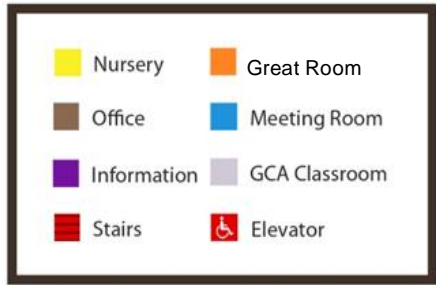 Nursery
Great Room
Office
Meeting Room
Information
GCA Classroom
Stairs
Elevator